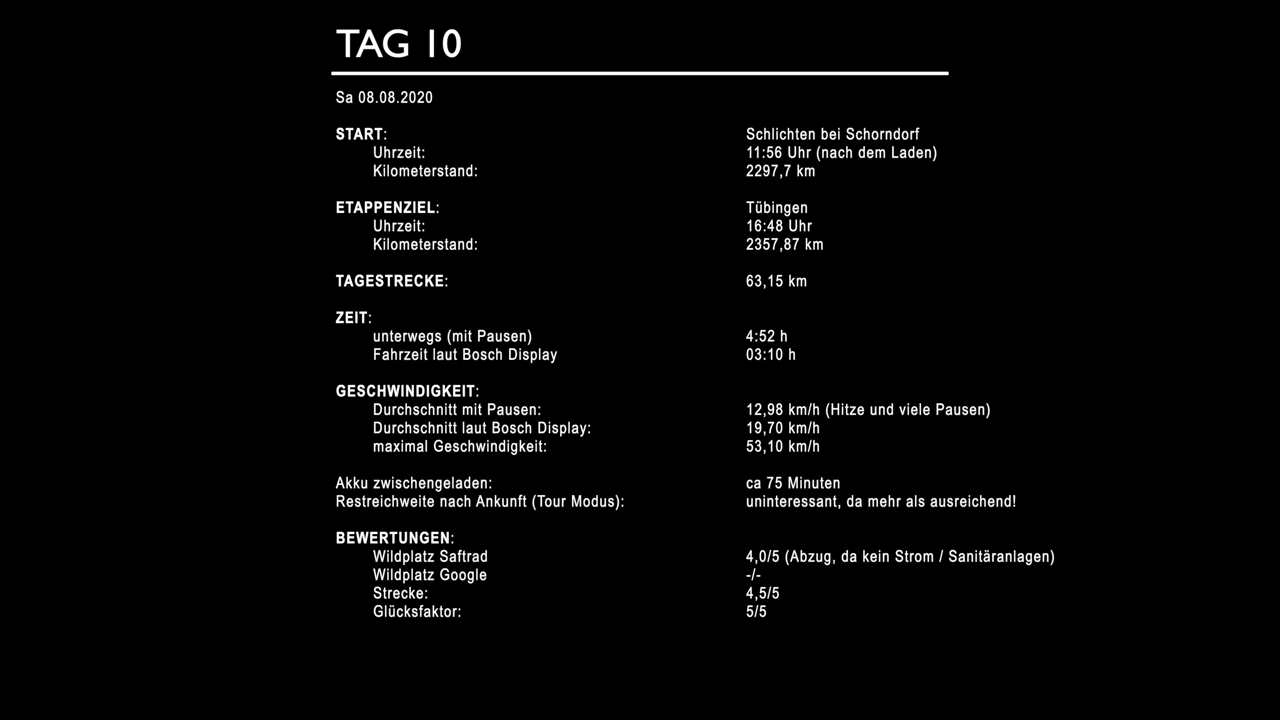 TAG 10
Sa 08.08.2020
START: Schlichten bei Schorndorf
Uhrzeit: 11:56 Uhr (nach dem Laden)
Kilometerstand: 2297,7 km
ETAPPENZIEL: Tübingen
Uhrzeit: 16:48 Uhr
Kilometerstand: 2357,87 km
TAGESTRECKE: 63,15 km
ZEIT:
unterwegs (mit Pausen) 4:52 h
Fahrzeit laut Bosch Display 03:10 h
GESCHWINDIGKEIT:
Durchschnitt mit Pausen: 12,98 km/h (Hitze und viele Pausen)
Durchschnitt laut Bosch Display: 19,70 km/h
maximal Geschwindigkeit: 53,10 km/h
Akku zwischengeladen: ca 75 Minuten
Restreichweite nach Ankunft (Tour Modus): uninteressant, da mehr als ausreichend!
BEWERTUNGEN:
Wildplatz Saftrad 4,0/5 (Abzug, da kein Strom / Sanitäranlagen)
Wildplatz Google -/-
Strecke: 4,5/5
Glücksfaktor: 5/5